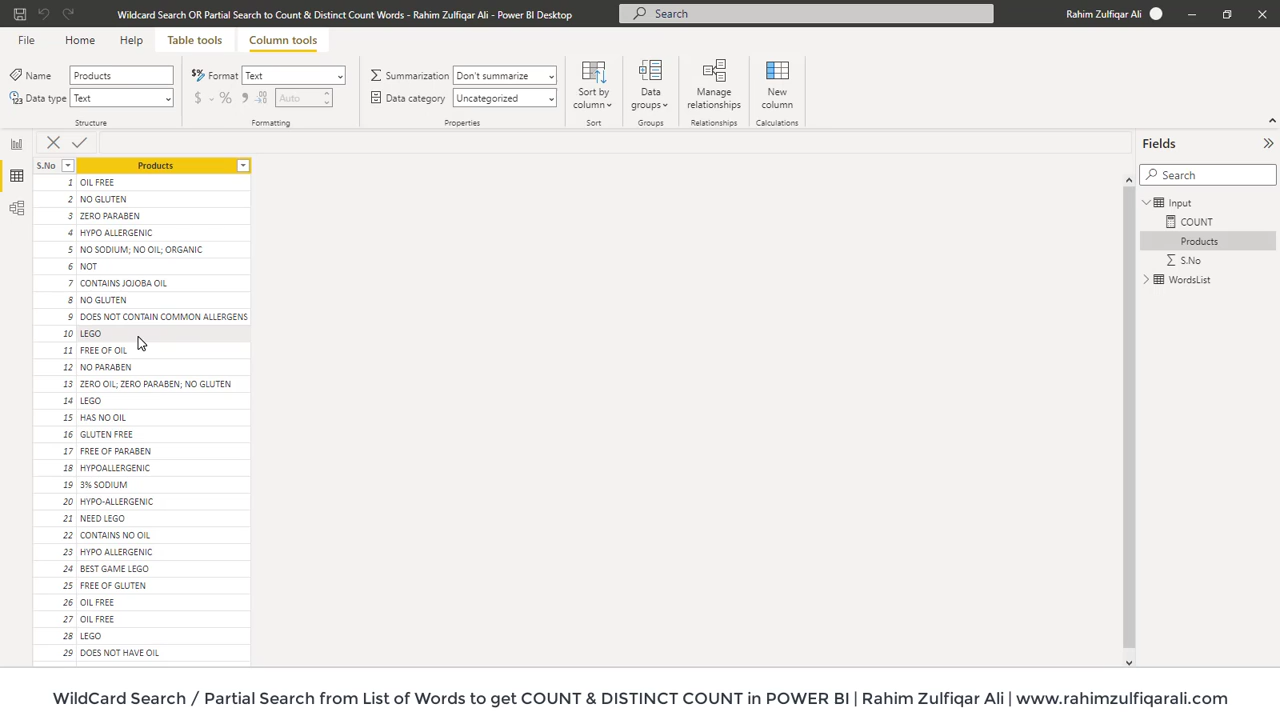 Wildcard Search OR Partial Search to Count & Distinct Count Words - Rahim Zulfiqar Ali - Power BI Desktop
Search
Rahim Zulfiqar Ali
File Home Help Table tools Column tools
Name Products
Data type Text
Structure
Format Text
$ % Auto
Formatting
Summarization Don't summarize
Data category Uncategorized
Properties
Sort by column
Sort
Data groups
Groups
Manage relationships
Relationships
New column
Calculations
S.No Products
1 OIL FREE
2 NO GLUTEN
3 ZERO PARABEN
4 HYPO ALLERGENIC
5 NO SODIUM; NO OIL; ORGANIC
6 NOT
7 CONTAINS JOJOBA OIL
8 NO GLUTEN
9 DOES NOT CONTAIN COMMON ALLERGENS
10 LEGO
11 FREE OF OIL
12 NO PARABEN
13 ZERO OIL; ZERO PARABEN; NO GLUTEN
14 LEGO
15 HAS NO OIL
16 GLUTEN FREE
17 FREE OF PARABEN
18 HYPOALLERGENIC
19 3% SODIUM
20 HYPO-ALLERGENIC
21 NEED LEGO
22 CONTAINS NO OIL
23 HYPO ALLERGENIC
24 BEST GAME LEGO
25 FREE OF GLUTEN
26 OIL FREE
27 OIL FREE
28 LEGO
29 DOES NOT HAVE OIL
Fields
Search
Input
COUNT
Products
S.No
WordsList
WildCard Search / Partial Search from List of Words to get COUNT & DISTINCT COUNT in POWER BI | Rahim Zulfiqar Ali | www.rahimzulfiqarali.com